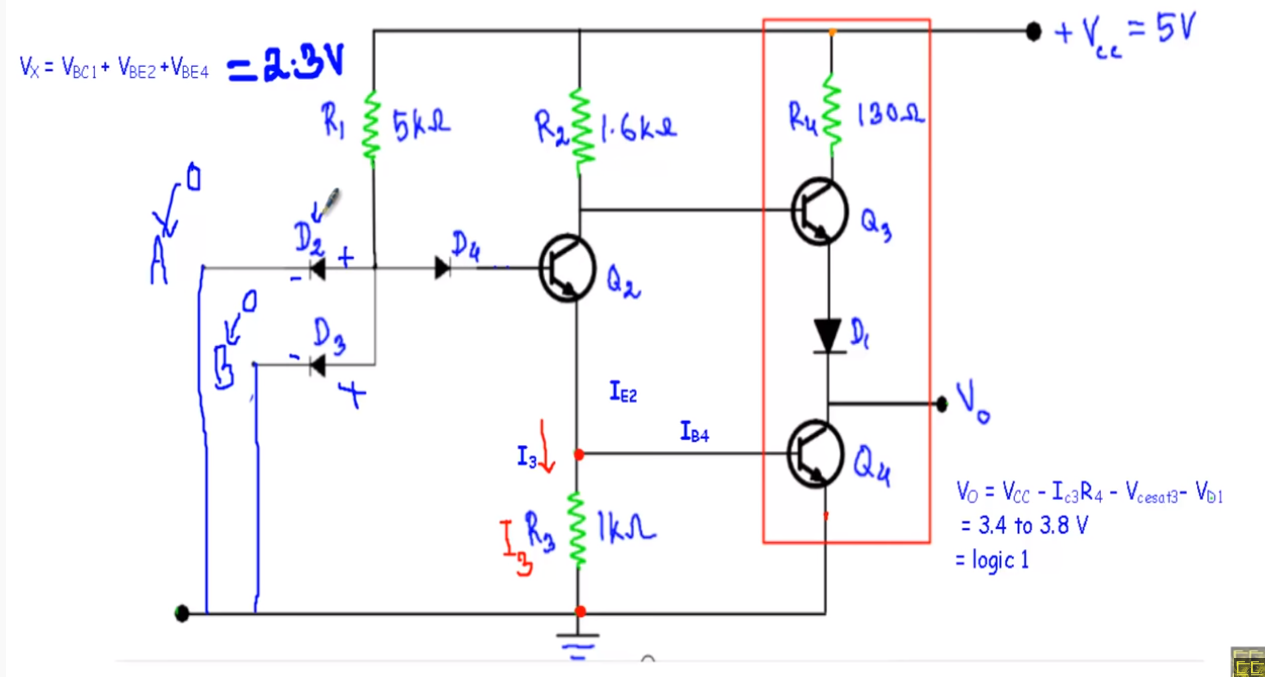 + Vcc = 5V
Vx = VBC1 + VBE2 +VBE4 = 2.3V
R1 5kΩ
R2 1.6kΩ
R4 130Ω
0
A
D2
+
-
D4
Q2
Q3
0
B
D3
-
+
D1
IE2
Vo
IB4
I3
Q4
I3
R3 1kΩ
VO = VCC - Ic3R4 - Vcesat3- VD1
= 3.4 to 3.8 V
= logic 1